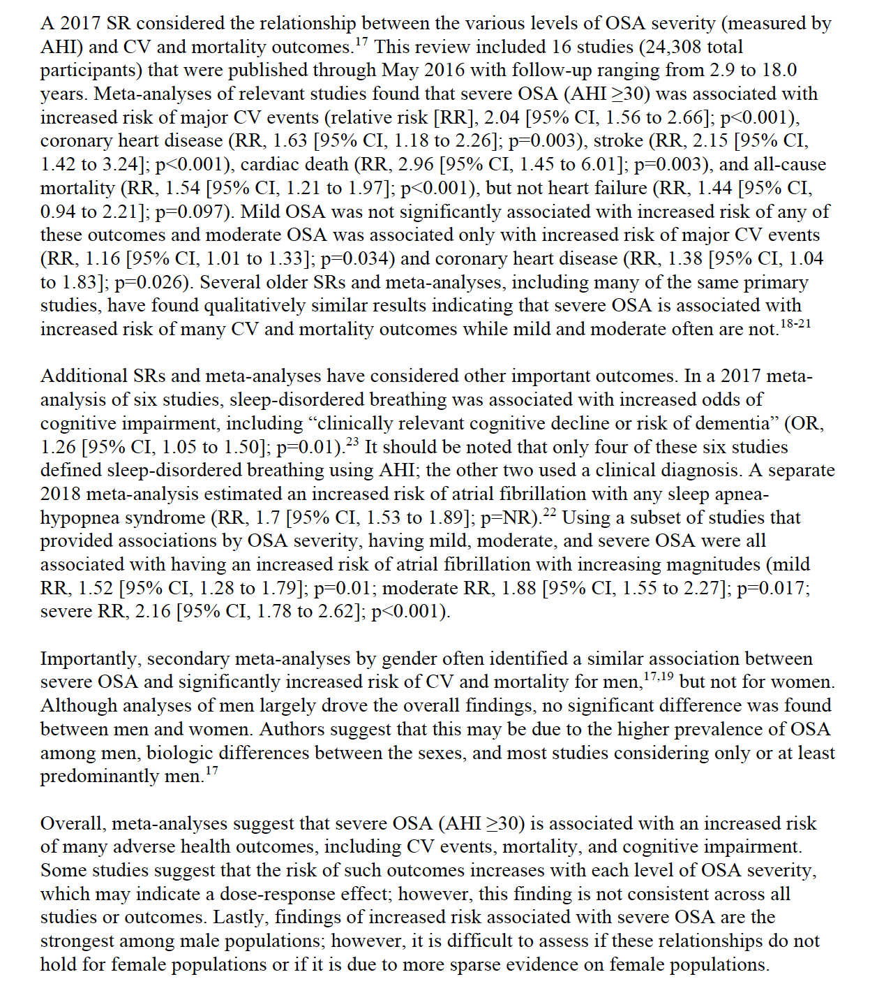 A 2017 SR considered the relationship between the various levels of OSA severity (measured by
AHI) and CV and mortality outcomes.17 This review included 16 studies (24,308 total
participants) that were published through May 2016 with follow-up ranging from 2.9 to 18.0
years. Meta-analyses of relevant studies found that severe OSA (AHI ≥30) was associated with
increased risk of major CV events (relative risk [RR], 2.04 [95% CI, 1.56 to 2.66]; p<0.001),
coronary heart disease (RR, 1.63 [95% CI, 1.18 to 2.26]; p=0.003), stroke (RR, 2.15 [95% CI,
1.42 to 3.24]; p<0.001), cardiac death (RR, 2.96 [95% CI, 1.45 to 6.01]; p=0.003), and all-cause
mortality (RR, 1.54 [95% CI, 1.21 to 1.97]; p<0.001), but not heart failure (RR, 1.44 [95% CI,
0.94 to 2.21]; p=0.097). Mild OSA was not significantly associated with increased risk of any of
these outcomes and moderate OSA was associated only with increased risk of major CV events
(RR, 1.16 [95% CI, 1.01 to 1.33]; p=0.034) and coronary heart disease (RR, 1.38 [95% CI, 1.04
to 1.83]; p=0.026). Several older SRs and meta-analyses, including many of the same primary
studies, have found qualitatively similar results indicating that severe OSA is associated with
increased risk of many CV and mortality outcomes while mild and moderate often are not.18-21
Additional SRs and meta-analyses have considered other important outcomes. In a 2017 meta-
analysis of six studies, sleep-disordered breathing was associated with increased odds of
cognitive impairment, including “clinically relevant cognitive decline or risk of dementia” (OR,
1.26 [95% CI, 1.05 to 1.50]; p=0.01).23 It should be noted that only four of these six studies
defined sleep-disordered breathing using AHI; the other two used a clinical diagnosis. A separate
2018 meta-analysis estimated an increased risk of atrial fibrillation with any sleep apnea-
hypopnea syndrome (RR, 1.7 [95% CI, 1.53 to 1.89]; p=NR).22 Using a subset of studies that
provided associations by OSA severity, having mild, moderate, and severe OSA were all
associated with having an increased risk of atrial fibrillation with increasing magnitudes (mild
RR, 1.52 [95% CI, 1.28 to 1.79]; p=0.01; moderate RR, 1.88 [95% CI, 1.55 to 2.27]; p=0.017;
severe RR, 2.16 [95% CI, 1.78 to 2.62]; p<0.001).
Importantly, secondary meta-analyses by gender often identified a similar association between
severe OSA and significantly increased risk of CV and mortality for men,17,19 but not for women.
Although analyses of men largely drove the overall findings, no significant difference was found
between men and women. Authors suggest that this may be due to the higher prevalence of OSA
among men, biologic differences between the sexes, and most studies considering only or at least
predominantly men.17
Overall, meta-analyses suggest that severe OSA (AHI ≥30) is associated with an increased risk
of many adverse health outcomes, including CV events, mortality, and cognitive impairment.
Some studies suggest that the risk of such outcomes increases with each level of OSA severity,
which may indicate a dose-response effect; however, this finding is not consistent across all
studies or outcomes. Lastly, findings of increased risk associated with severe OSA are the
strongest among male populations; however, it is difficult to assess if these relationships do not
hold for female populations or if it is due to more sparse evidence on female populations.